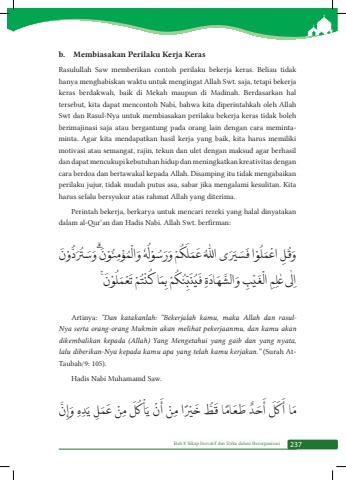 b. Membiasakan Perilaku Kerja Keras
Rasulullah Saw memberikan contoh perilaku bekerja keras. Beliau tidak
hanya menghabiskan waktu untuk mengingat Allah Swt. saja, tetapi bekerja
keras berdakwah, baik di Mekah maupun di Madinah. Berdasarkan hal
tersebut, kita dapat mencontoh Nabi, bahwa kita diperintahkah oleh Allah
Swt dan Rasul-Nya untuk membiasakan perilaku bekerja keras tidak boleh
berimajinasi saja atau bergantung pada orang lain dengan cara meminta-
minta. Agar kita mendapatkan hasil kerja yang baik, kita harus memiliki
motivasi atau semangat, rajin, tekun dan ulet dengan maksud agar berhasil
dan dapat mencukupi kebutuhan hidup dan meningkatkan kreativitas dengan
cara berdoa dan bertawakal kepada Allah. Disamping itu tidak mengabaikan
perilaku jujur, tidak mudah putus asa, sabar jika mengalami kesulitan. Kita
harus selalu bersyukur atas rahmat Allah yang diterima.
Perintah bekerja, berkarya untuk mencari rezeki yang halal dinyatakan
dalam al-Qur'an dan Hadis Nabi. Allah Swt. berfirman:
وَقُلِ اعْمَلُوْا فَسَيَرَى اللّٰهُ عَمَلَكُمْ وَرَسُوْلُهٗ وَالْمُؤْمِنُوْنَۗ وَسَتُرَدُّوْنَ
اِلٰى عٰلِمِ الْغَيْبِ وَالشَّهَادَةِ فَيُنَبِّئُكُمْ بِمَا كُنْتُمْ تَعْمَلُوْنَۚ
Artinya: "Dan katakanlah: "Bekerjalah kamu, maka Allah dan rasul-
Nya serta orang-orang Mukmin akan melihat pekerjaanmu, dan kamu akan
dikembalikan kepada (Allah) Yang Mengetahui yang gaib dan yang nyata,
lalu diberikan-Nya kepada kamu apa yang telah kamu kerjakan." (Surah At-
Taubah/9: 105).
Hadis Nabi Muhamamd Saw.
مَا أَكَلَ أَحَدٌ طَعَامًا قَطُّ خَيْرًا مِنْ أَنْ يَأْكُلَ مِنْ عَمَلِ يَدِهِ وَإِنَّ
Bab 8 Sikap Inovatif dan Etika dalam Berorganisasi 237